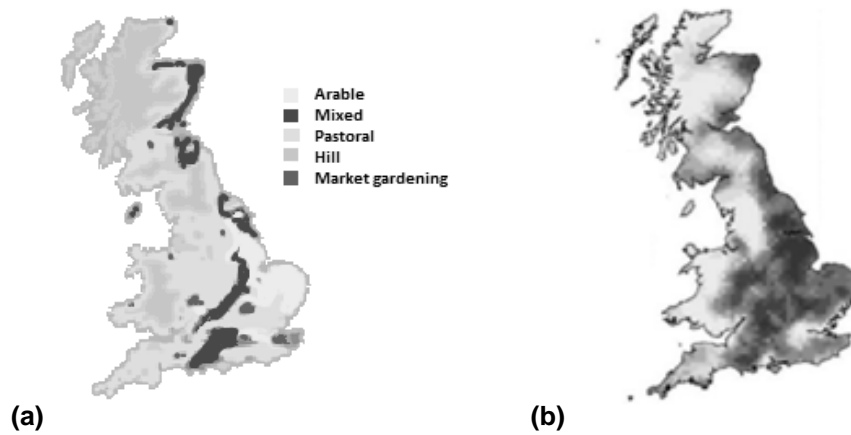 Arable
Mixed
Pastoral
Hill
Market gardening
(a)
(b)